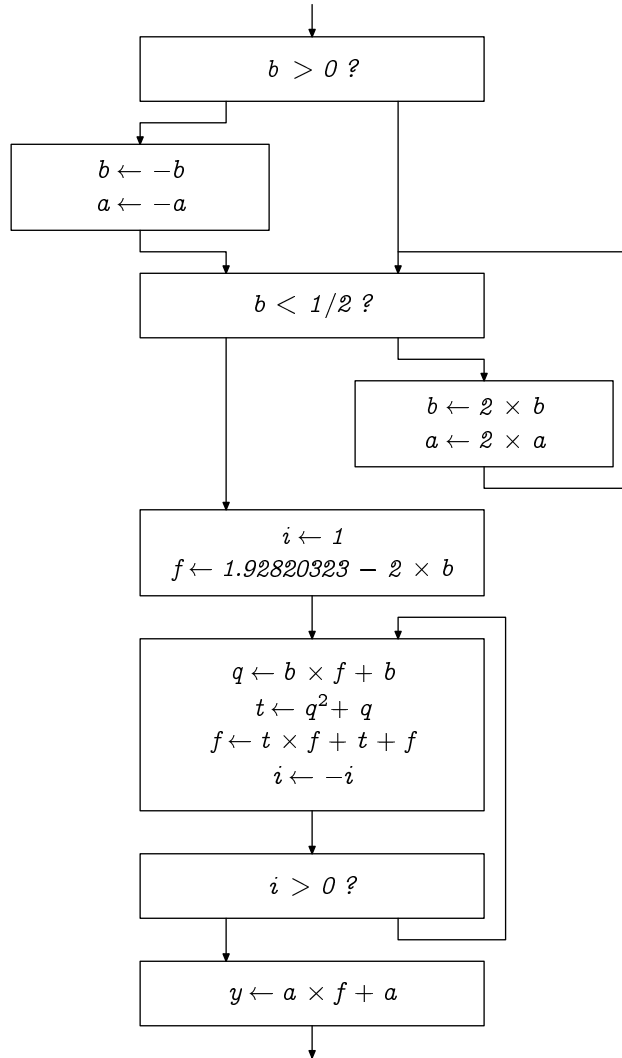 b > 0 ?
b ← −b
a ← −a
b < 1/2 ?
b ← 2 × b
a ← 2 × a
i ← 1
f ← 1.92820323 − 2 × b
q ← b × f + b
t ← q² + q
f ← t × f + t + f
i ← −i
i > 0 ?
y ← a × f + a